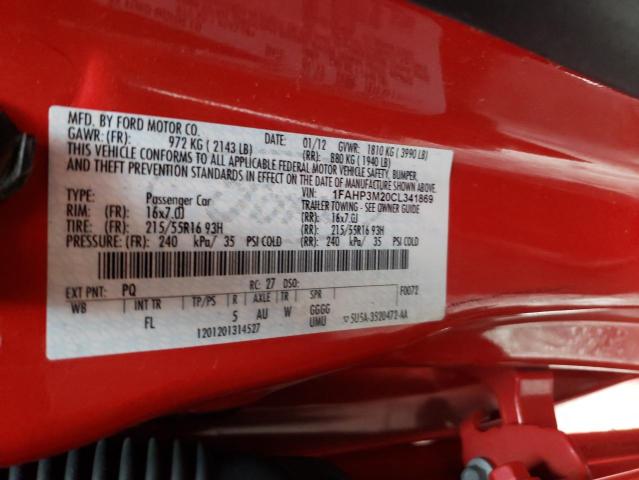 MFD. BY FORD MOTOR CO.
DATE: 01/12 GVWR: 1810 KG ( 3990 LB)
GAWR: (FR): 972 KG ( 2143 LB) (RR): 880 KG ( 1940 LB)
THIS VEHICLE CONFORMS TO ALL APPLICABLE FEDERAL MOTOR VEHICLE SAFETY, BUMPER,
AND THEFT PREVENTION STANDARDS IN EFFECT ON THE DATE OF MANUFACTURE SHOWN ABOVE.
VIN: 1FAHP3M20CL341869
TYPE: Passenger Car TRAILER TOWING - SEE OWNER GUIDE
RIM: (FR): 16x7.0J (RR): 16x7.0J
TIRE: (FR): 215/55R16 93H (RR): 215/55R16 93H
PRESSURE: (FR): 240 kPa/ 35 PSI COLD (RR): 240 kPa/ 35 PSI COLD
EXT PNT: PQ RC: 27 DSO: F0072
WB INT TR TP/PS R AXLE TR SPR
FL 5 AU W GGGG
UMU
1201201314527
5U5A-3520472-AA